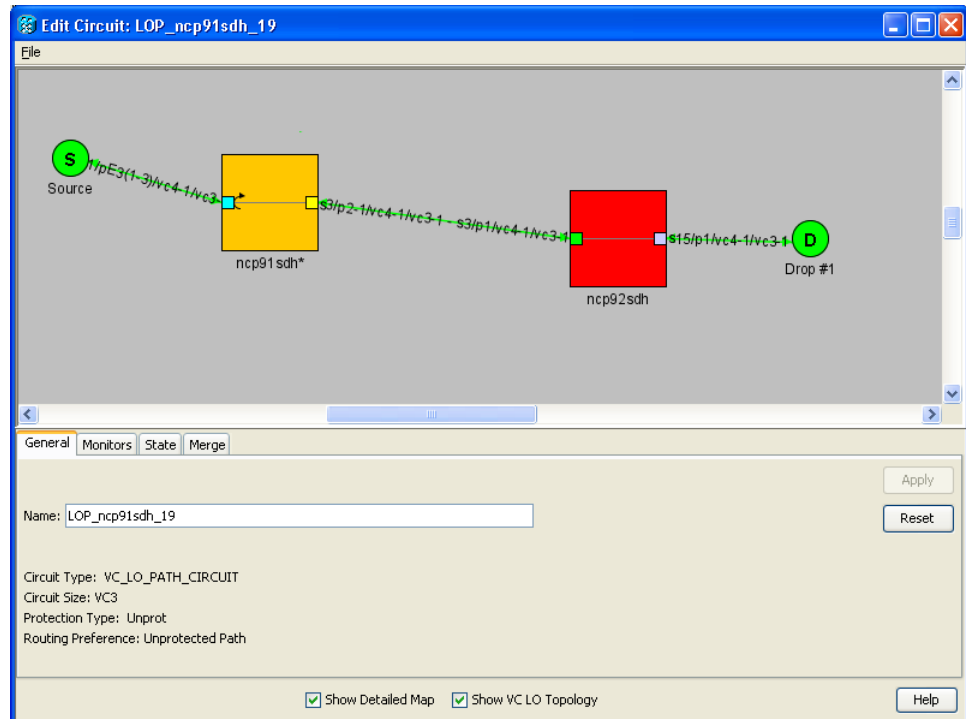 Edit Circuit: LOP_ncp91sdh_19
File
S
Source
1/pE3(1-3)/vc4-1/vc3-
ncp91sdh*
s3/p2-1/vc4-1/vc3-1 - s3/p1/vc4-1/vc3-1
ncp92sdh
s15/p1/vc4-1/vc3-1
D
Drop #1
General Monitors State Merge
Apply
Name: LOP_ncp91sdh_19
Reset
Circuit Type: VC_LO_PATH_CIRCUIT
Circuit Size: VC3
Protection Type: Unprot
Routing Preference: Unprotected Path
Show Detailed Map Show VC LO Topology
Help